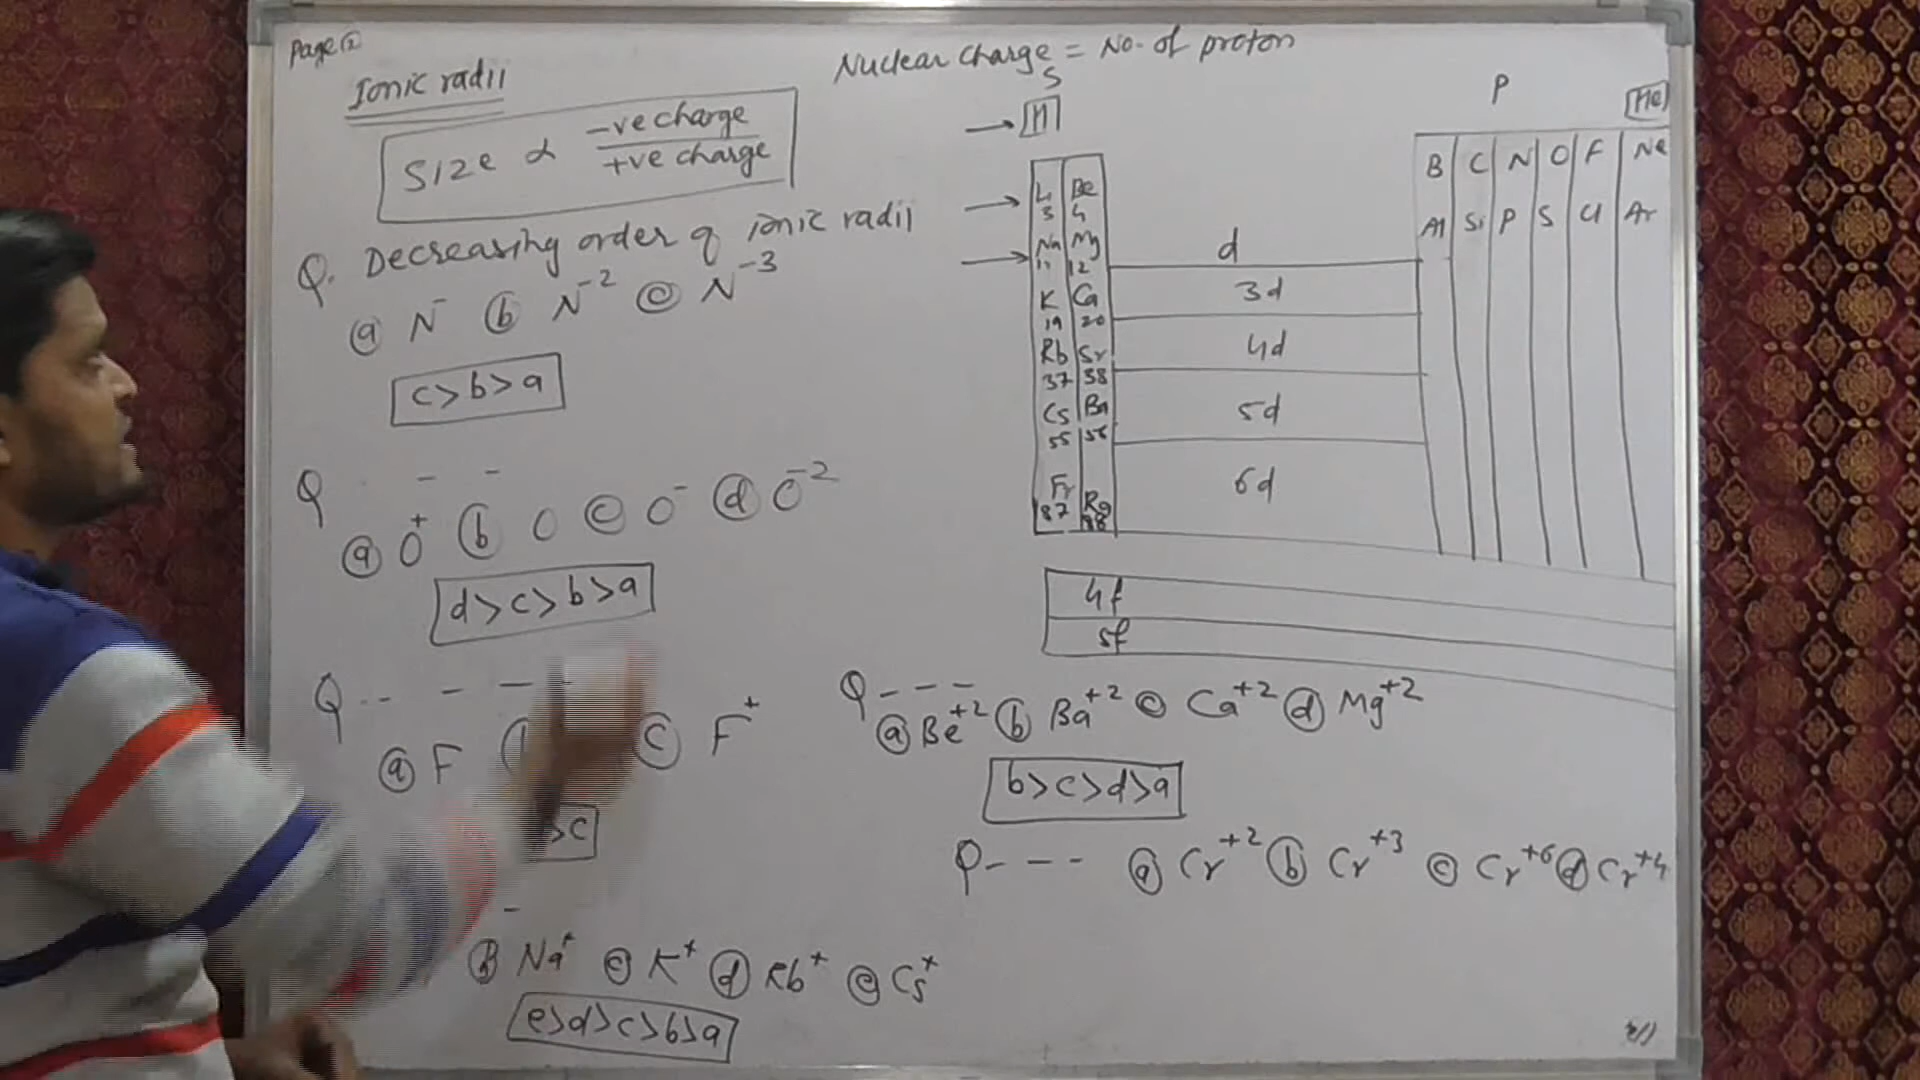 Page ②
Ionic radii
Size ∝ -ve charge / +ve charge
Q. Decreasing order of ionic radii
ⓐ N⁻ ⓑ N⁻² ⓒ N⁻³
c > b > a
Q - -
ⓐ O⁺ ⓑ O ⓒ O⁻ ⓓ O⁻²
d > c > b > a
Q - - - -
ⓐ F ⓒ F⁺
> c
ⓑ Na⁺ ⓒ K⁺ ⓓ Rb⁺ ⓔ Cs⁺
e > d > c > b > a
Nuclear charge = No. of proton
S
H
P
He
Li Be
3 4
B C N O F Ne
Na Mg
11 12
Al Si P S Cl Ar
d
K Ca
19 20
3d
Rb Sr
37 38
4d
Cs Ba
55 56
5d
Fr Ra
87 88
6d
4f
5f
Q - - -
ⓐ Be⁺² ⓑ Ba⁺² ⓒ Ca⁺² ⓓ Mg⁺²
b > c > d > a
Q - - - ⓐ Cr⁺² ⓑ Cr⁺³ ⓒ Cr⁺⁶ ⓓ Cr⁺⁴